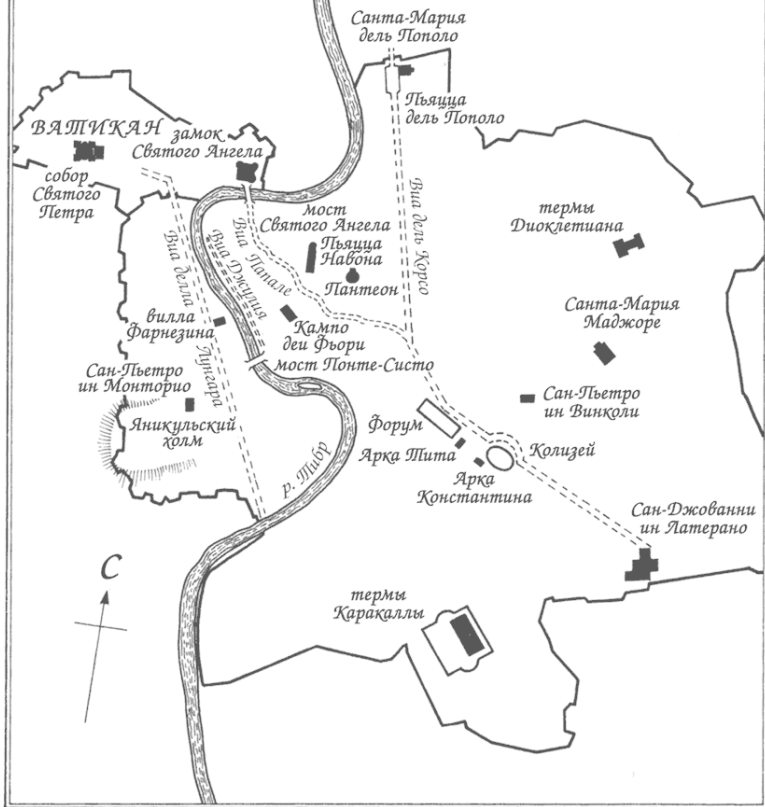 Санта-Мария
дель Пополо
Пьяцца
дель Пополо
ВАТИКАН
замок
Святого Ангела
собор
Святого
Петра
Виа дель Корсо
мост
Святого Ангела
Пьяцца
Навона
Пантеон
Виа Папале
Виа Джулия
Виа делла
Лунгара
термы
Диоклетиана
Санта-Мария
Маджоре
вилла
Фарнезина
Кампо
деи Фьори
мост Понте-Систо
Сан-Пьетро
ин Монторио
Яникульский
холм
Сан-Пьетро
ин Винколи
Форум
Арка Тита
Колизей
Арка
Константина
р. Тибр
Сан-Джованни
ин Латерано
С
термы
Каракаллы